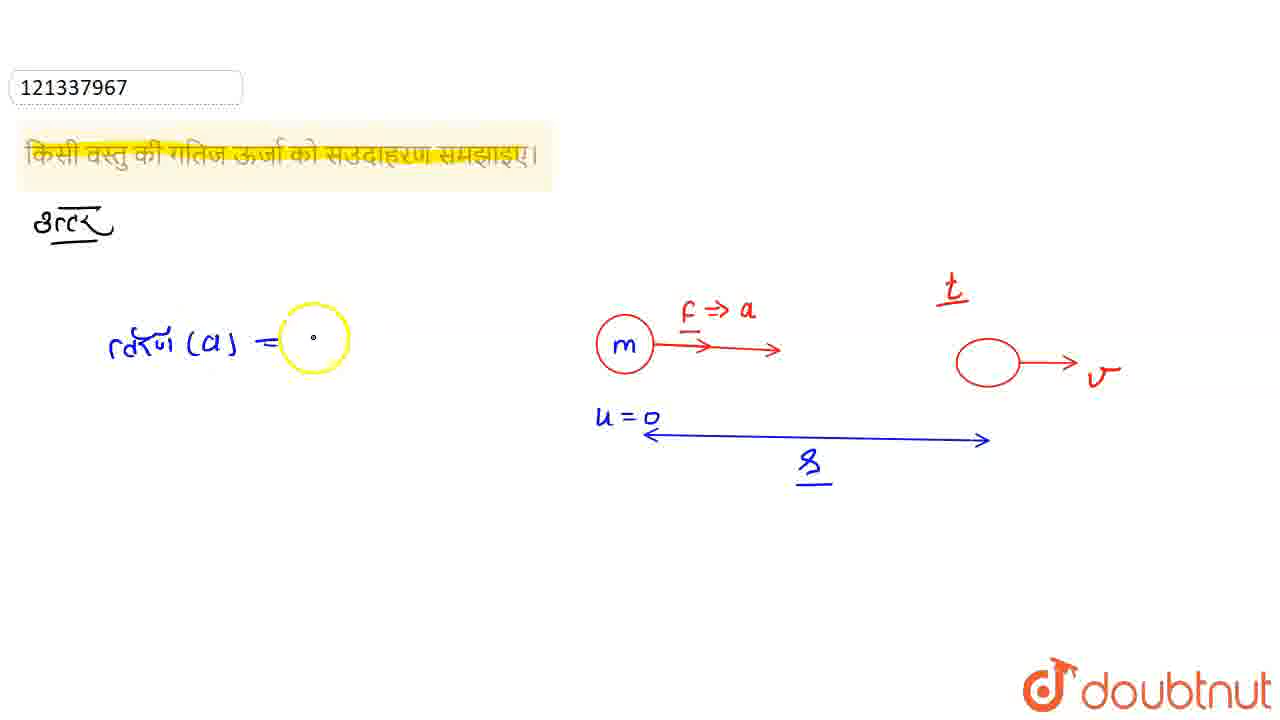 121337967
किसी वस्तु की गतिज ऊर्जा को सउदाहरण समझाइए।
उत्तर
t
F ⇒ a
त्वरण (a) =
m
v
u = 0
s
doubtnut